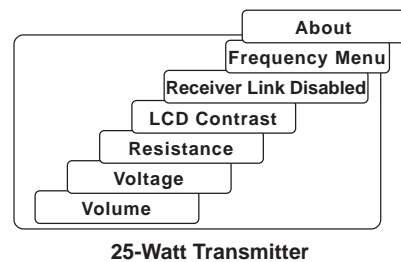 About
Frequency Menu
Receiver Link Disabled
LCD Contrast
Resistance
Voltage
Volume
25-Watt Transmitter